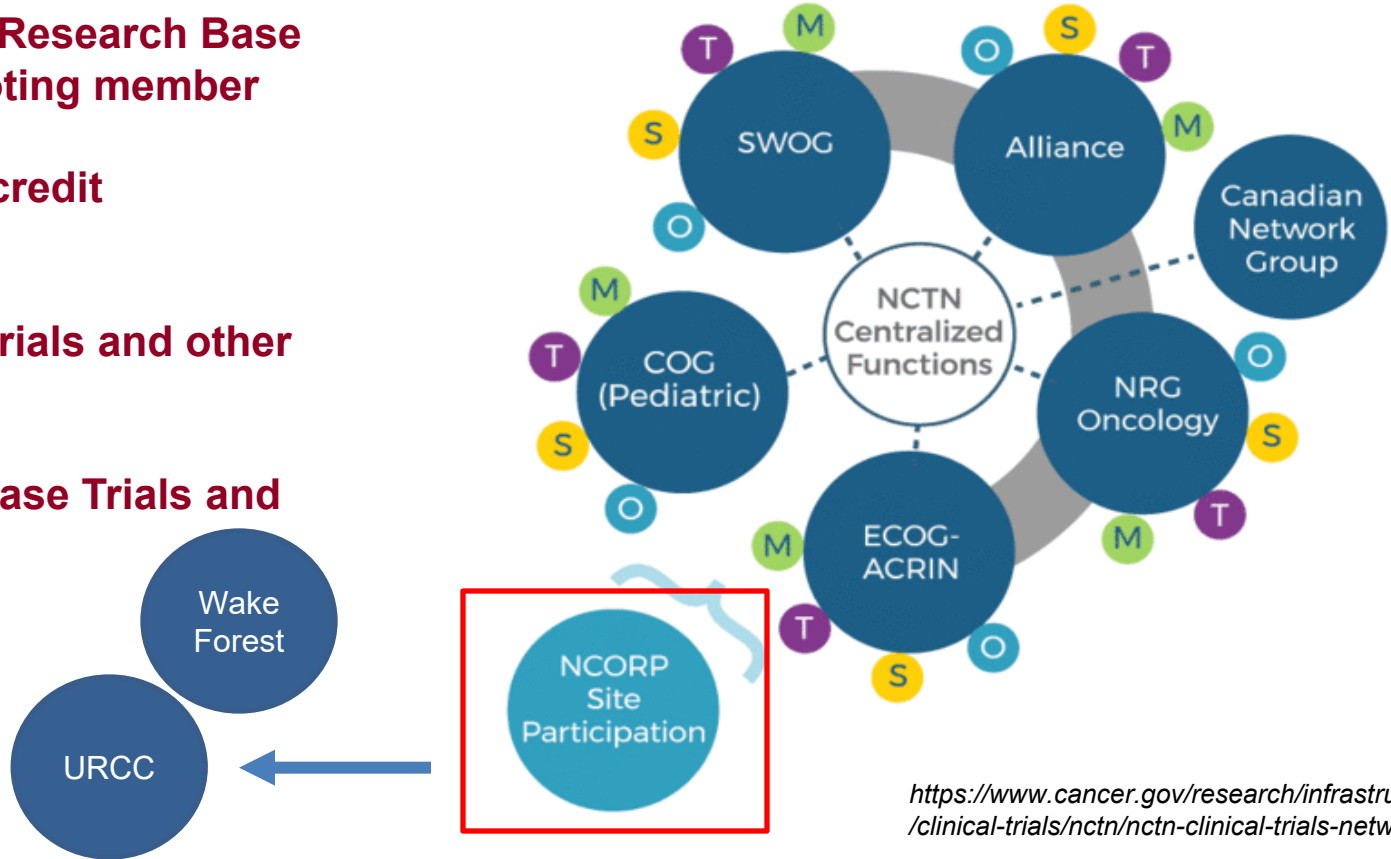 Research Base
oting member
credit
rials and other
ase Trials and
Wake
Forest
URCC
NCORP
Site
Participation
T
M
S
O
SWOG
O
S
T
M
Alliance
Canadian
Network
Group
NCTN
Centralized
Functions
M
T
S
O
COG
(Pediatric)
NRG
Oncology
O
S
T
M
ECOG-
ACRIN
M
T
S
O
https://www.cancer.gov/research/infrastru
/clinical-trials/nctn/nctn-clinical-trials-netw